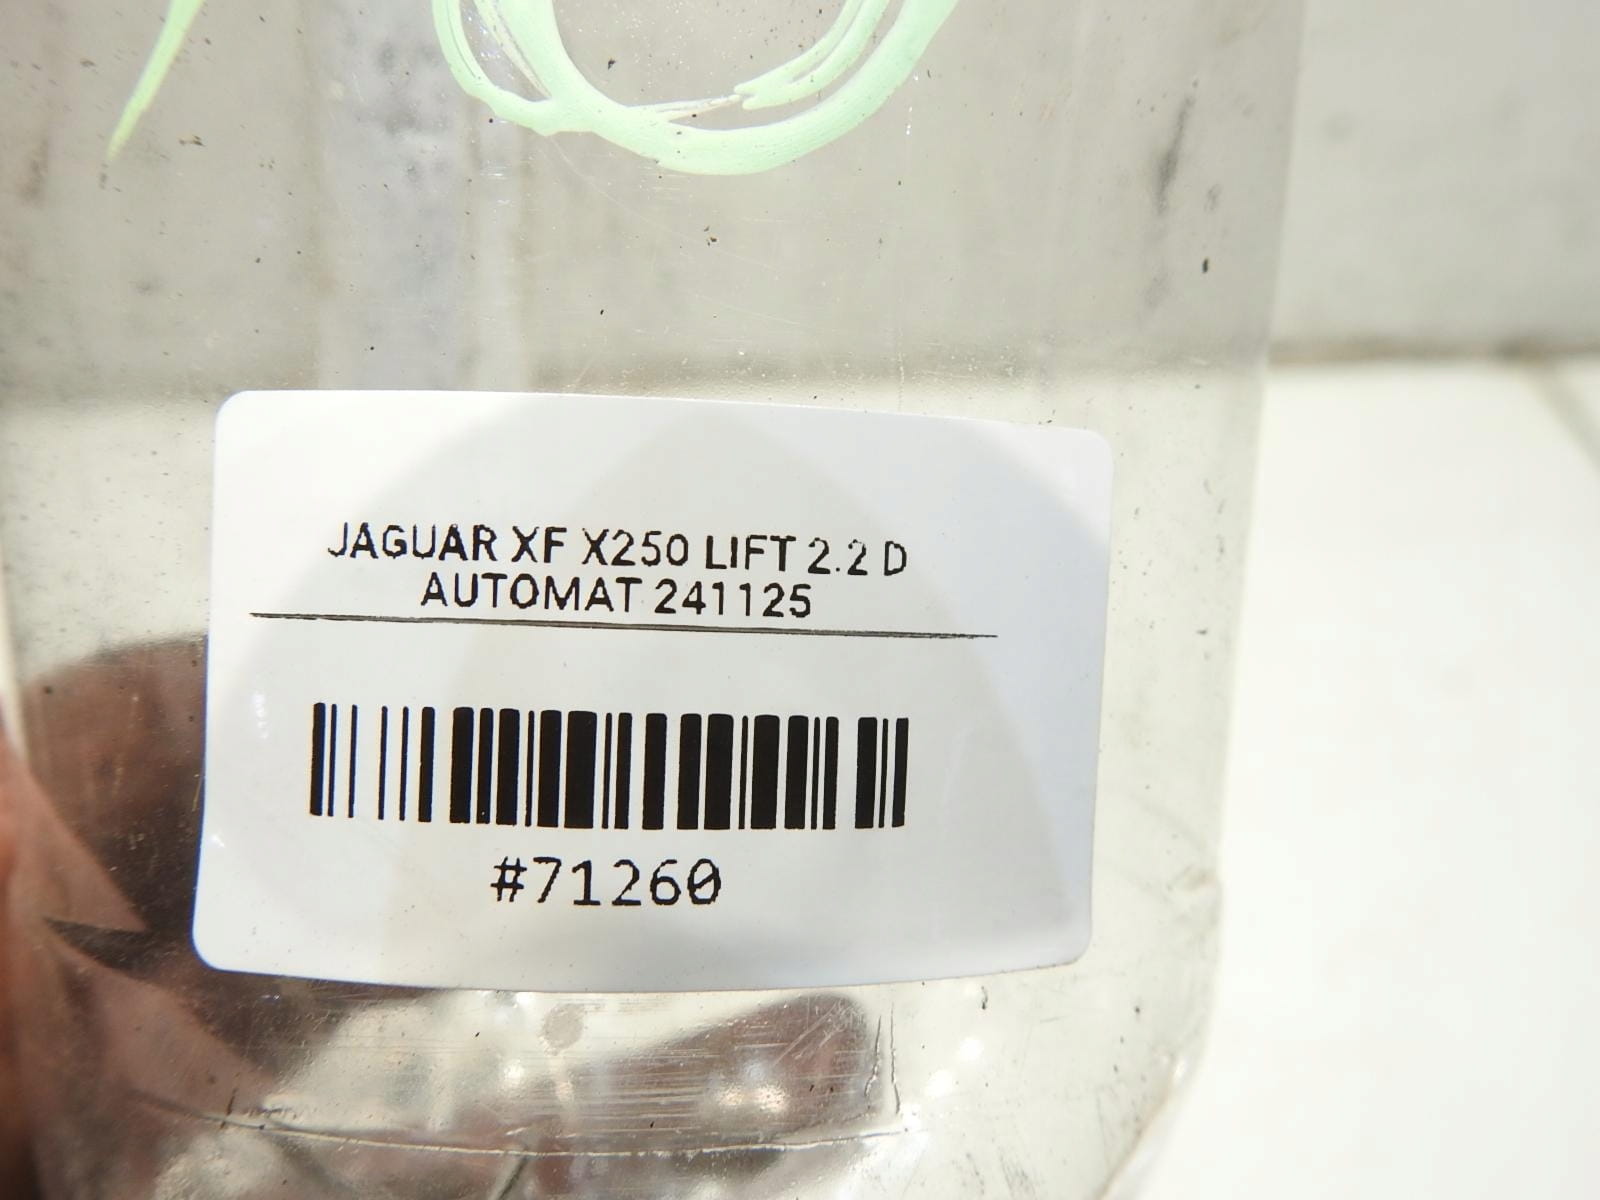 JAGUAR XF X250 LIFT 2.2 D
AUTOMAT 241125
#71260